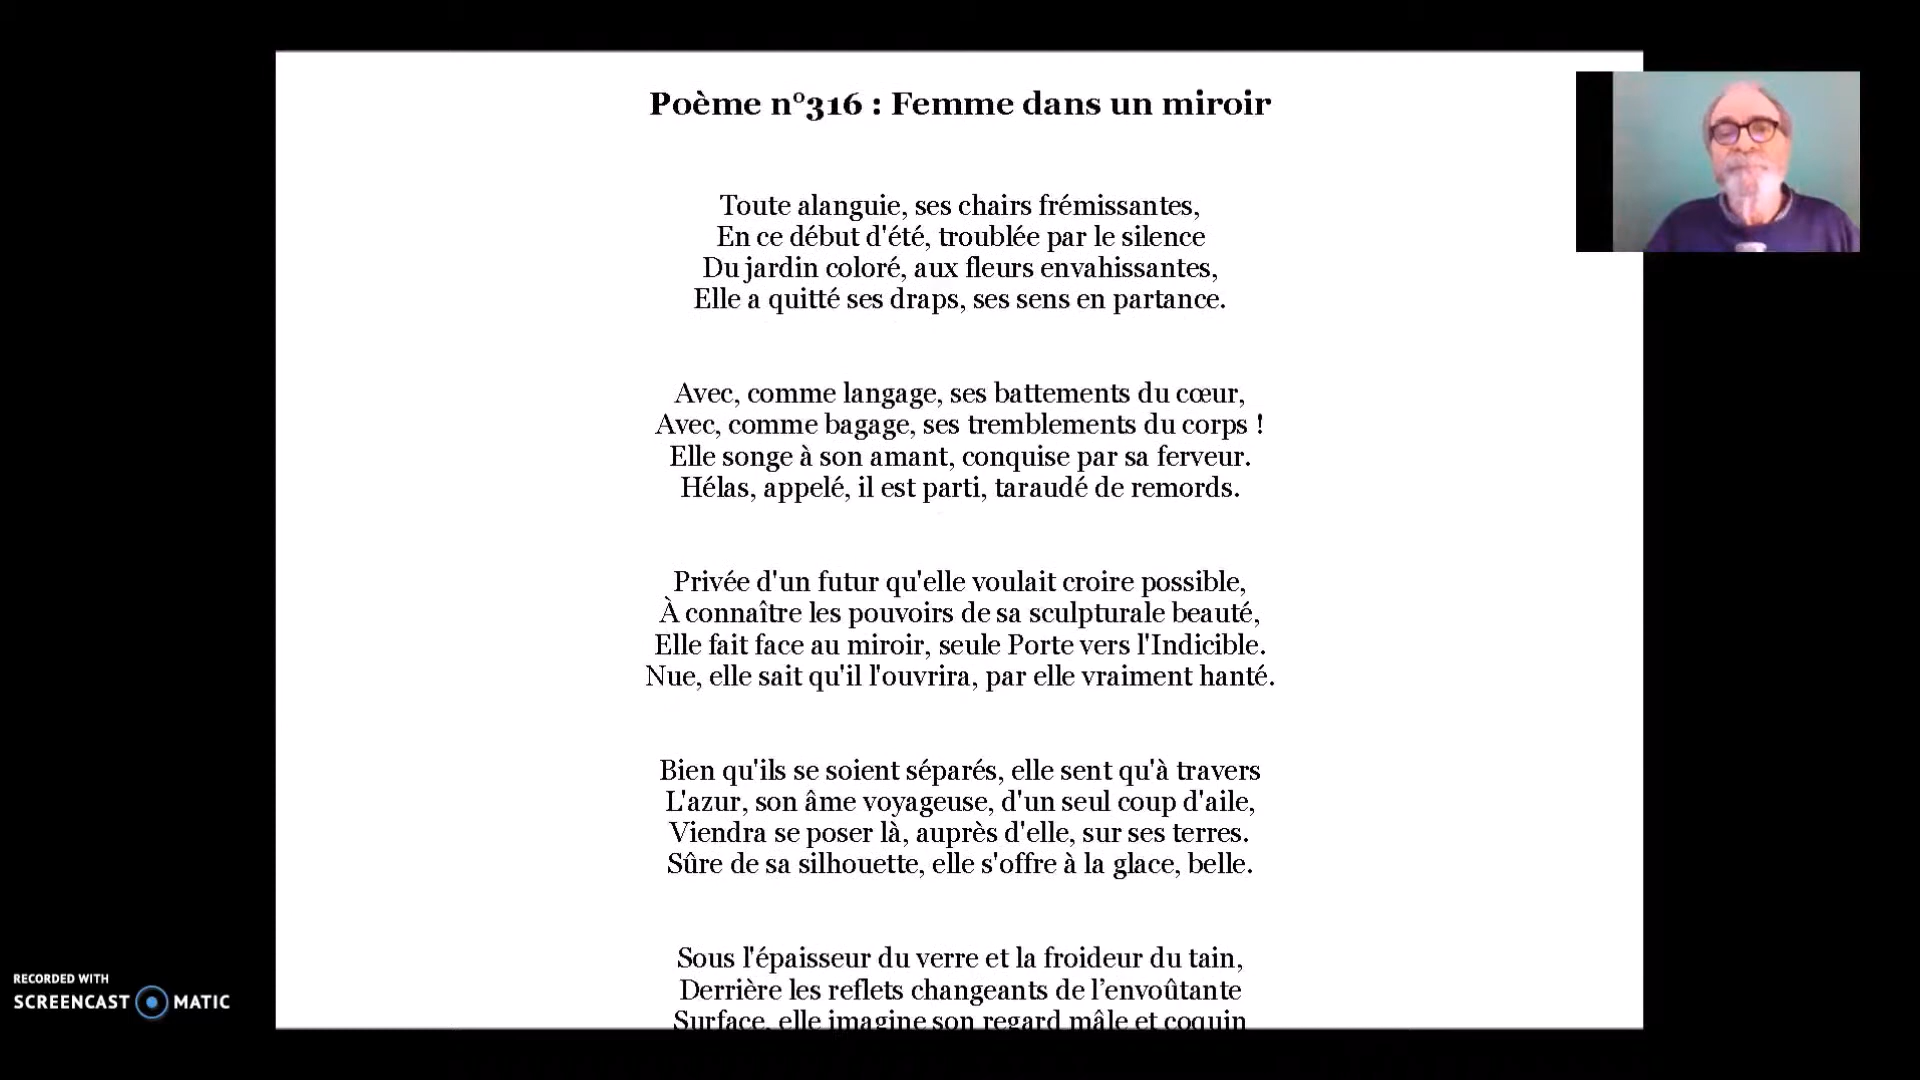 Poème n°316 : Femme dans un miroir
Toute alanguie, ses chairs frémissantes,
En ce début d'été, troublée par le silence
Du jardin coloré, aux fleurs envahissantes,
Elle a quitté ses draps, ses sens en partance.
Avec, comme langage, ses battements du cœur,
Avec, comme bagage, ses tremblements du corps !
Elle songe à son amant, conquise par sa ferveur.
Hélas, appelé, il est parti, taraudé de remords.
Privée d'un futur qu'elle voulait croire possible,
À connaître les pouvoirs de sa sculpturale beauté,
Elle fait face au miroir, seule Porte vers l'Indicible.
Nue, elle sait qu'il l'ouvrira, par elle vraiment hanté.
Bien qu'ils se soient séparés, elle sent qu'à travers
L'azur, son âme voyageuse, d'un seul coup d'aile,
Viendra se poser là, auprès d'elle, sur ses terres.
Sûre de sa silhouette, elle s'offre à la glace, belle.
Sous l'épaisseur du verre et la froideur du tain,
Derrière les reflets changeants de l’envoûtante
Surface, elle imagine son regard mâle et coquin
RECORDED WITH
SCREENCAST MATIC